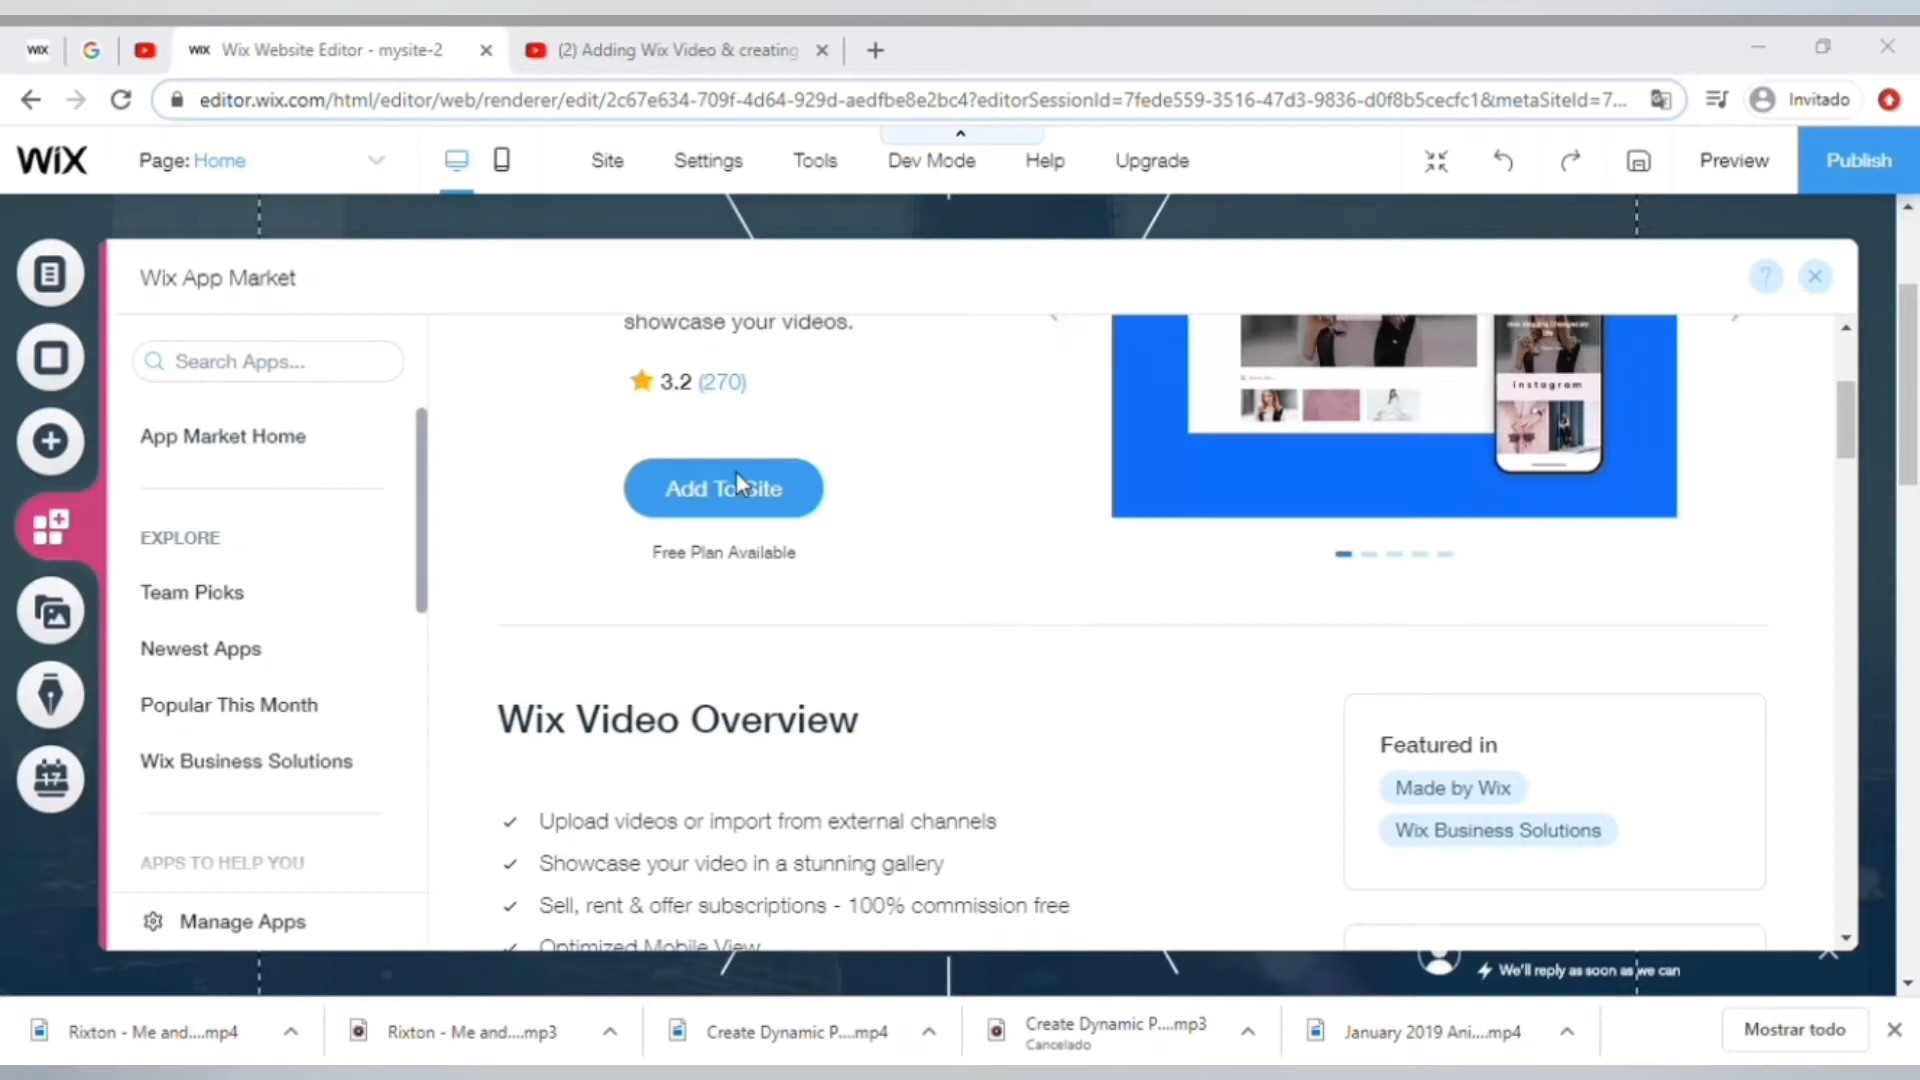 WIX
Wix Website Editor - mysite-2
(2) Adding Wix Video & creating
editor.wix.com/html/editor/web/renderer/edit/2c67e634-709f-4d64-929d-aedfbe8e2bc4?editorSessionId=7fede559-3516-47d3-9836-d0f8b5cecfc1&metaSiteId=7...
Invitado
WiX
Page: Home
Site
Settings
Tools
Dev Mode
Help
Upgrade
Preview
Publish
Wix App Market
?
Search Apps...
App Market Home
EXPLORE
Team Picks
Newest Apps
Popular This Month
Wix Business Solutions
APPS TO HELP YOU
Manage Apps
17
showcase your videos.
3.2 (270)
Add To Site
Free Plan Available
instagram
Wix Video Overview
Upload videos or import from external channels
Showcase your video in a stunning gallery
Sell, rent & offer subscriptions - 100% commission free
Optimized Mobile View
Featured in
Made by Wix
Wix Business Solutions
We'll reply as soon as we can
Rixton - Me and....mp4
Rixton - Me and....mp3
Create Dynamic P....mp4
Create Dynamic P....mp3
Cancelado
January 2019 Ani....mp4
Mostrar todo